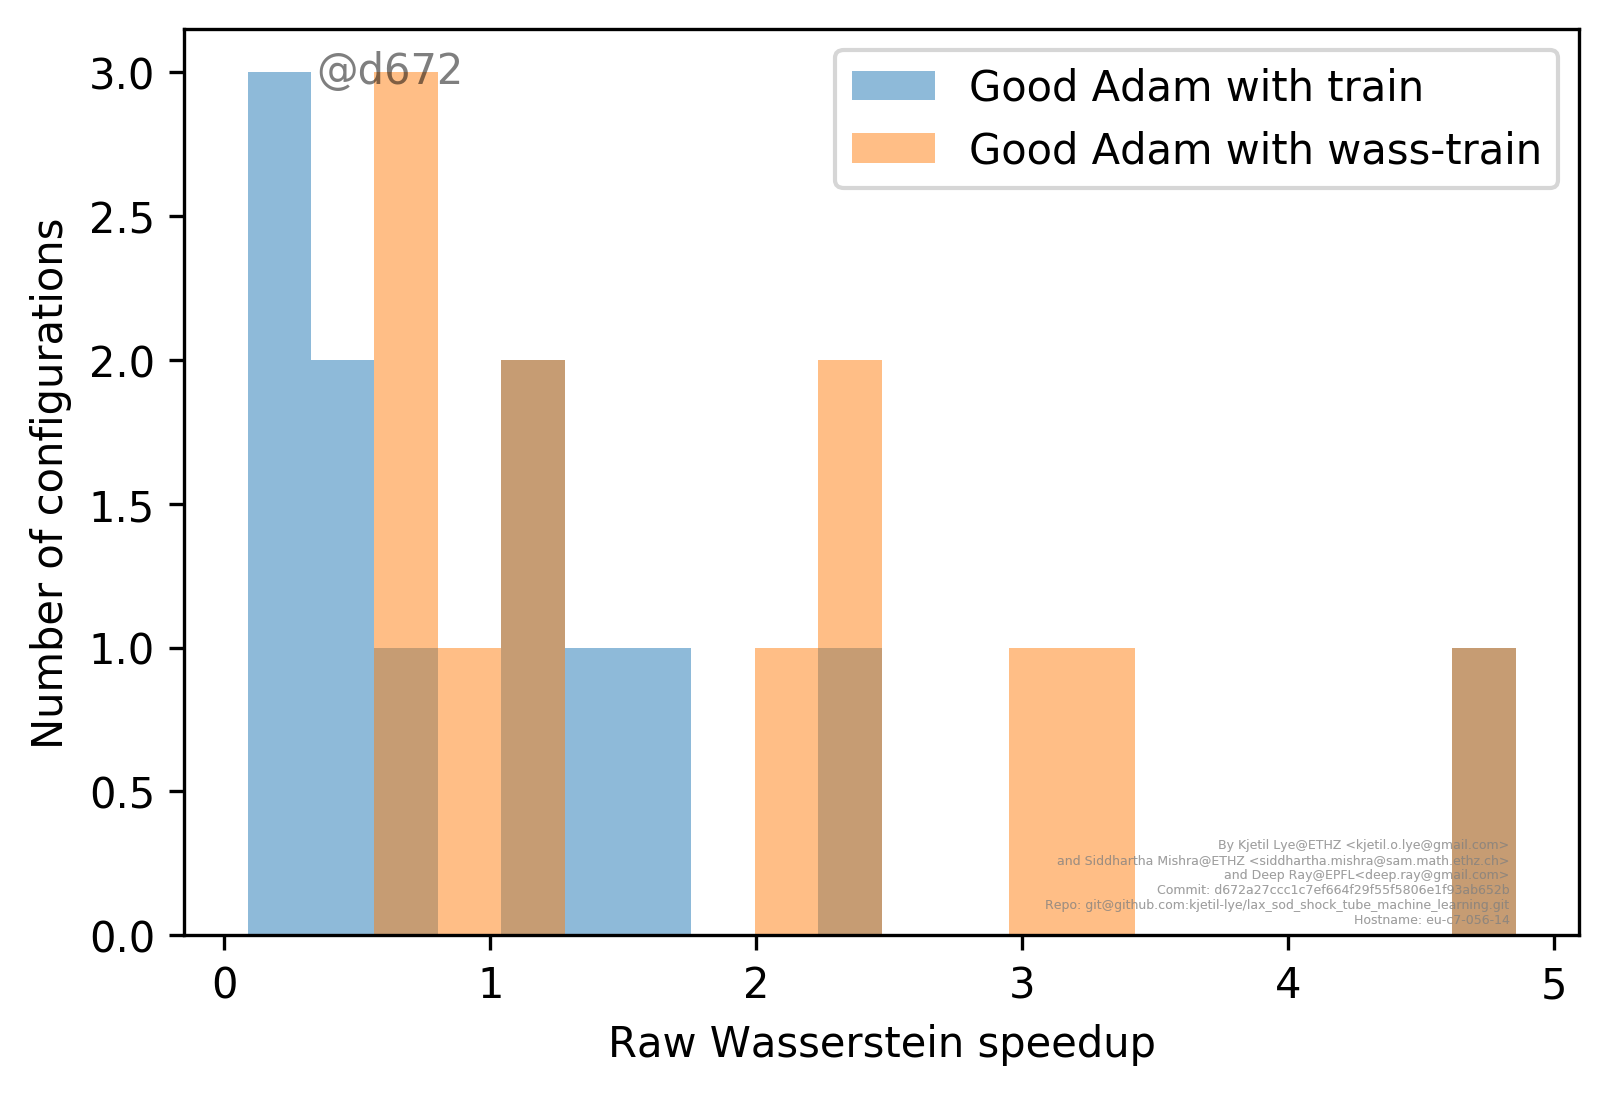 @d672
Good Adam with train
Good Adam with wass-train
3.0
2.5
2.0
1.5
1.0
0.5
0.0
Number of configurations
By Kjetil Lye@ETHZ <kjetil.o.lye@gmail.com>
and Siddhartha Mishra@ETHZ <siddhartha.mishra@sam.math.ethz.ch>
and Deep Ray@EPFL<deep.ray@gmail.com>
Commit: d672a27ccc1c7ef664f29f55f5806e1f93ab652b
Repo: git@github.com:kjetil-lye/lax_sod_shock_tube_machine_learning.git
Hostname: eu-c7-056-14
0 1 2 3 4 5
Raw Wasserstein speedup